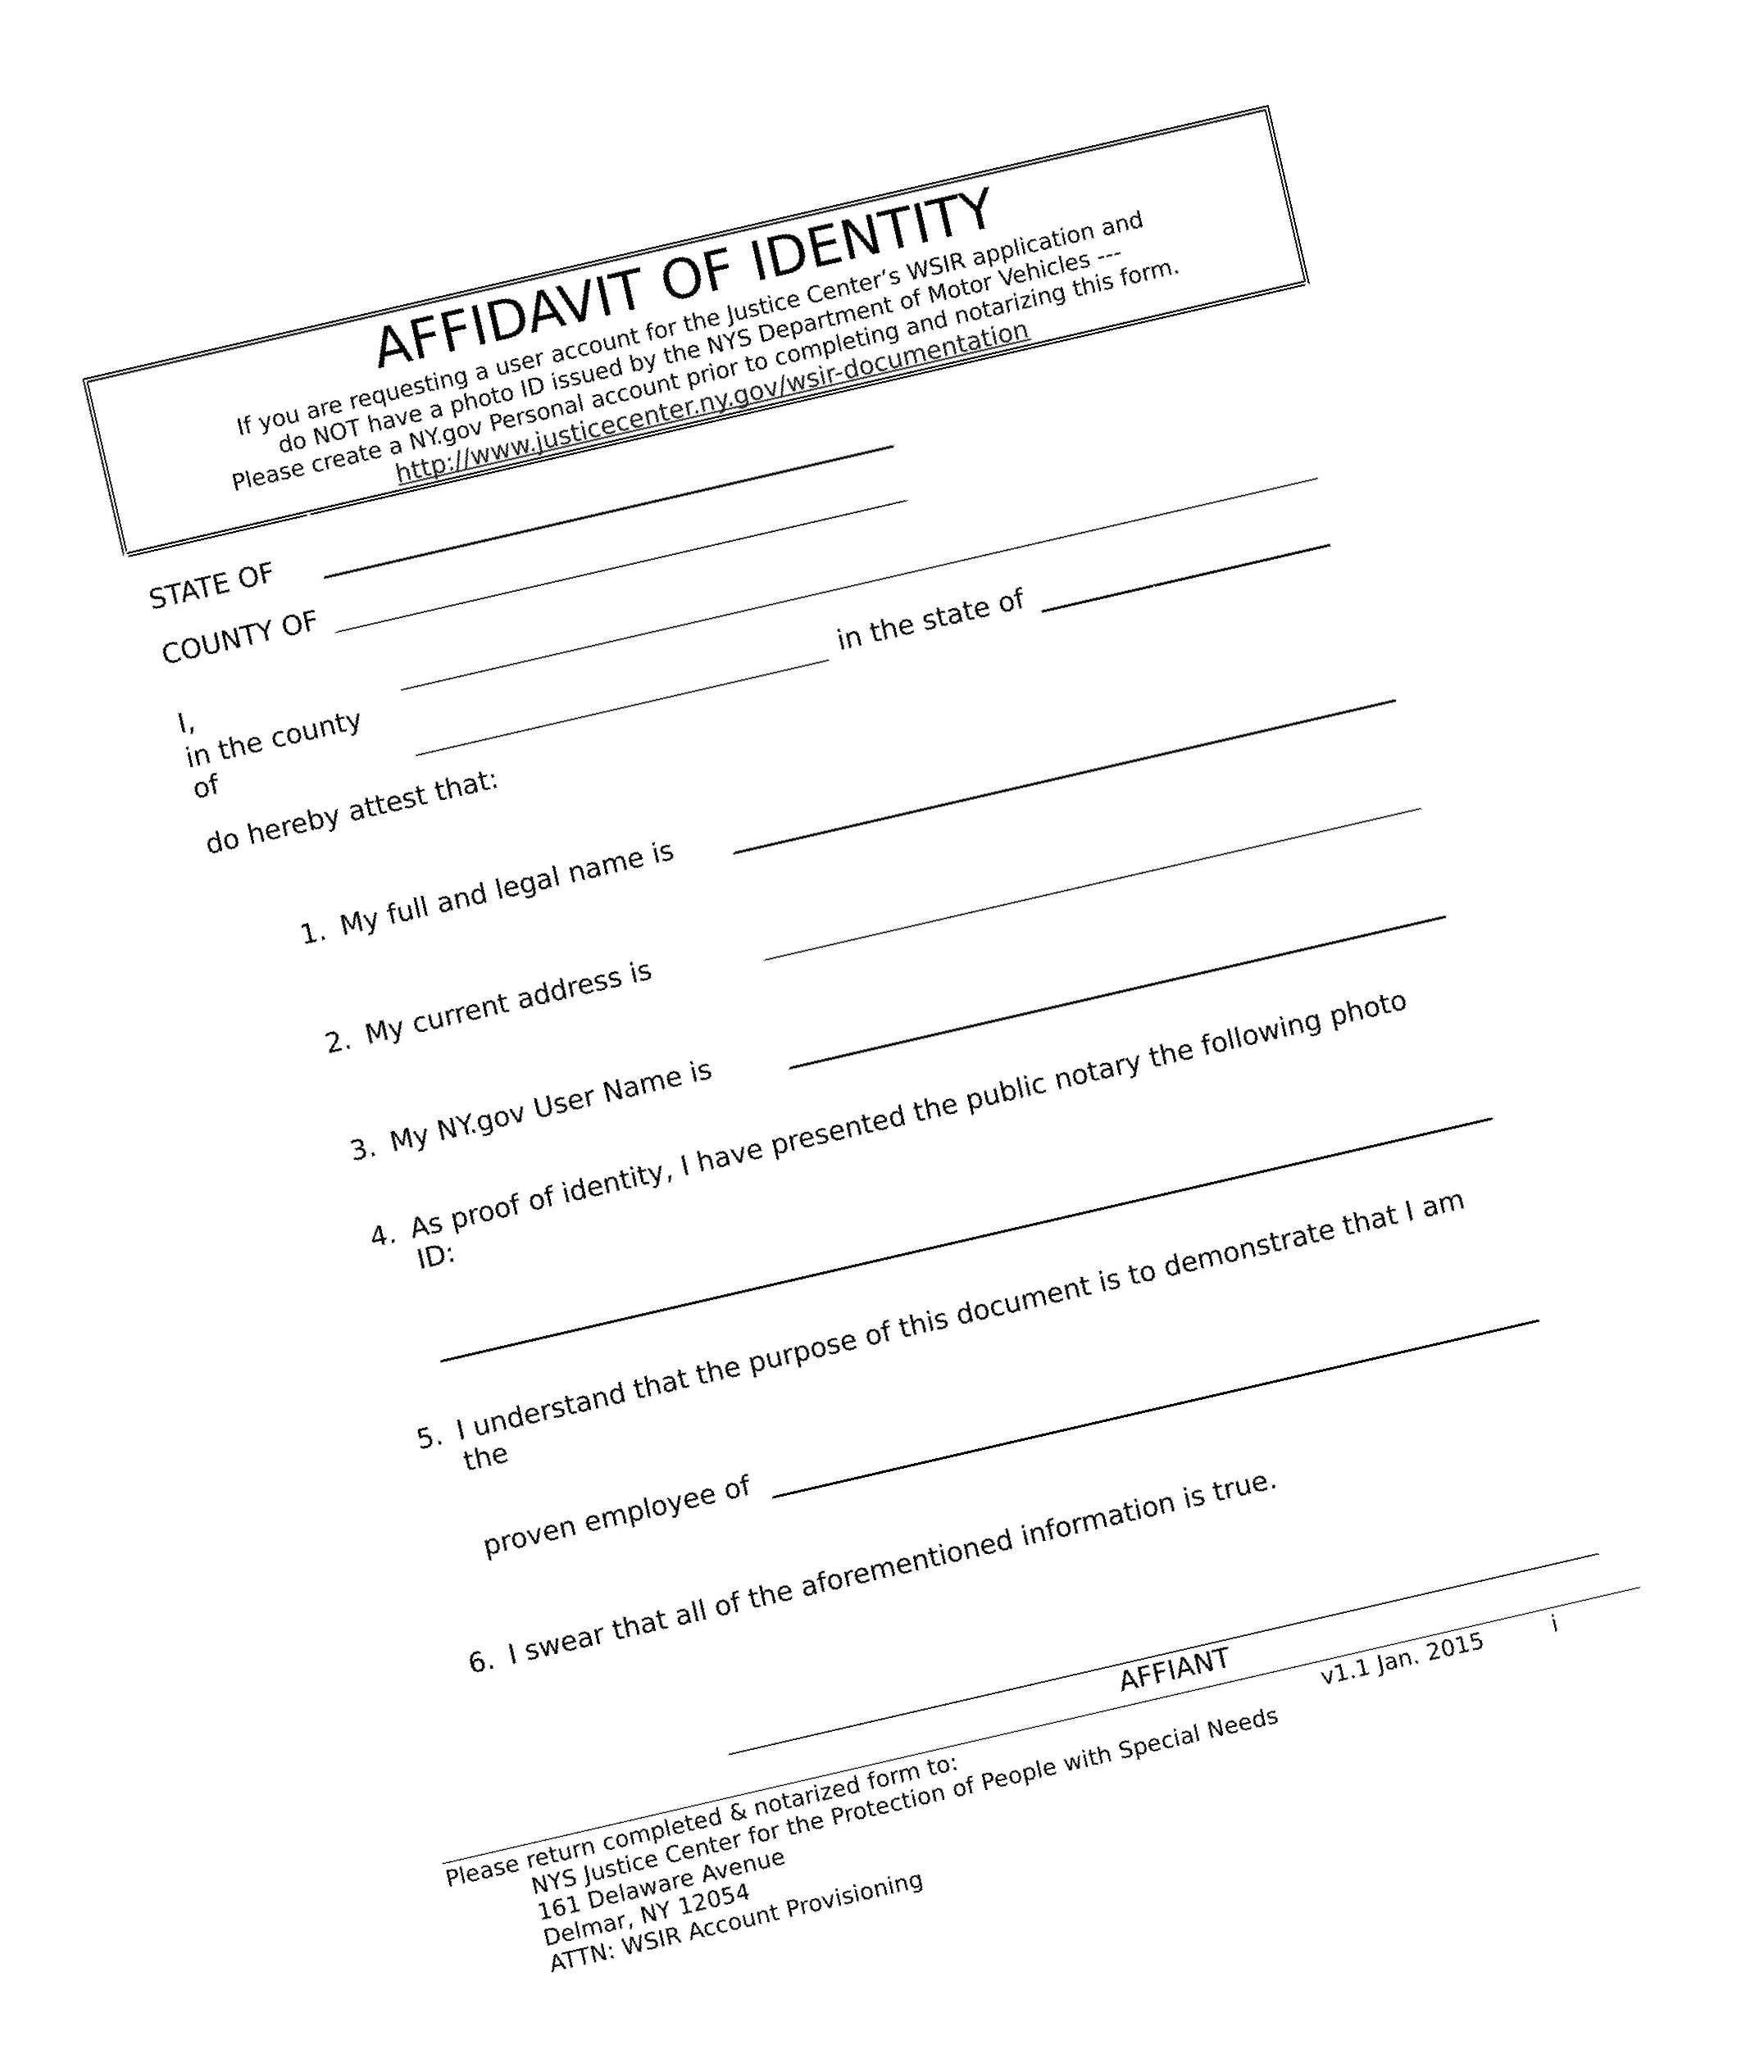 AFFIDAVIT OF IDENTITY
If you are requesting a user account for the Justice Center’s WSIR application and
do NOT have a photo ID issued by the NYS Department of Motor Vehicles ---
Please create a NY.gov Personal account prior to completing and notarizing this form.
http://www.justicecenter.ny.gov/wsir-documentation
STATE OF
COUNTY OF
I,
in the county
of
in the state of
do hereby attest that:
1. My full and legal name is
2. My current address is
3. My NY.gov User Name is
4. As proof of identity, I have presented the public notary the following photo
ID:
5. I understand that the purpose of this document is to demonstrate that I am
the
proven employee of
6. I swear that all of the aforementioned information is true.
AFFIANT
v1.1 Jan. 2015 i
Please return completed & notarized form to:
NYS Justice Center for the Protection of People with Special Needs
161 Delaware Avenue
Delmar, NY 12054
ATTN: WSIR Account Provisioning